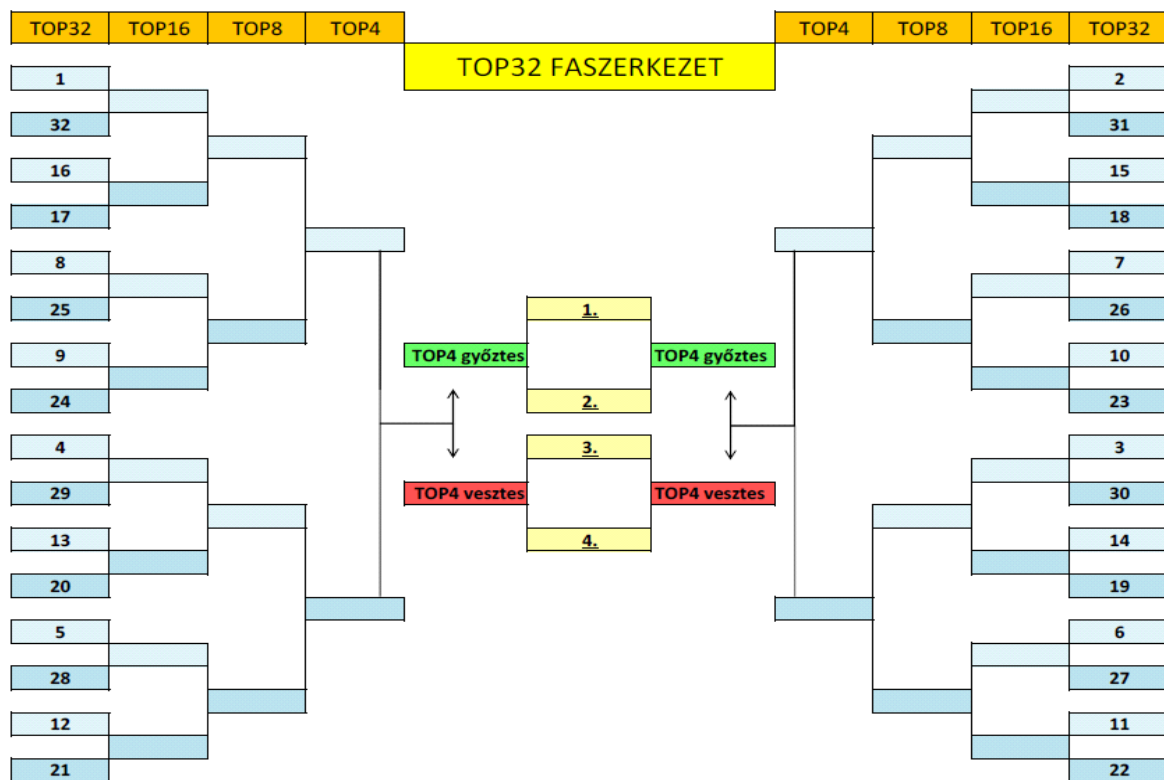 TOP32 TOP16 TOP8 TOP4 TOP4 TOP8 TOP16 TOP32
TOP32 FASZERKEZET
1 2
32 31
16 15
17 18
8 7
25 26
1.
9 TOP4 győztes TOP4 győztes 10
24 2. 23
4 3. 3
29 TOP4 vesztes TOP4 vesztes 30
13 4. 14
20 19
5 6
28 27
12 11
21 22